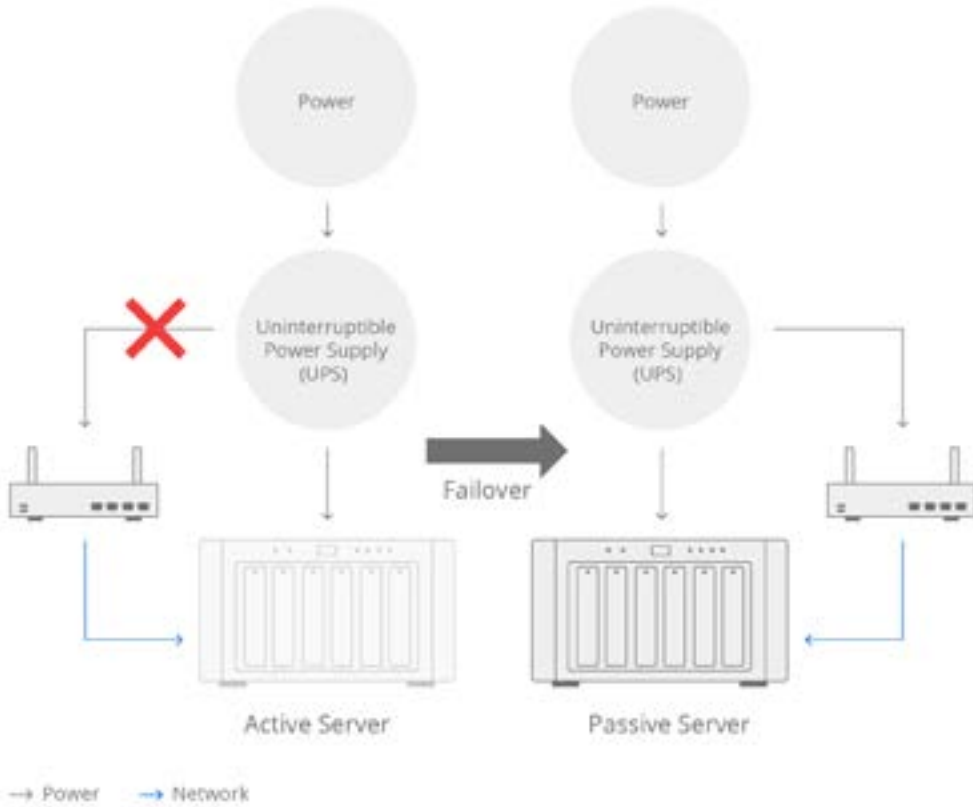 Power
Power
Uninterruptible
Power Supply
(UPS)
Uninterruptible
Power Supply
(UPS)
Failover
Active Server
Passive Server
Power
Network